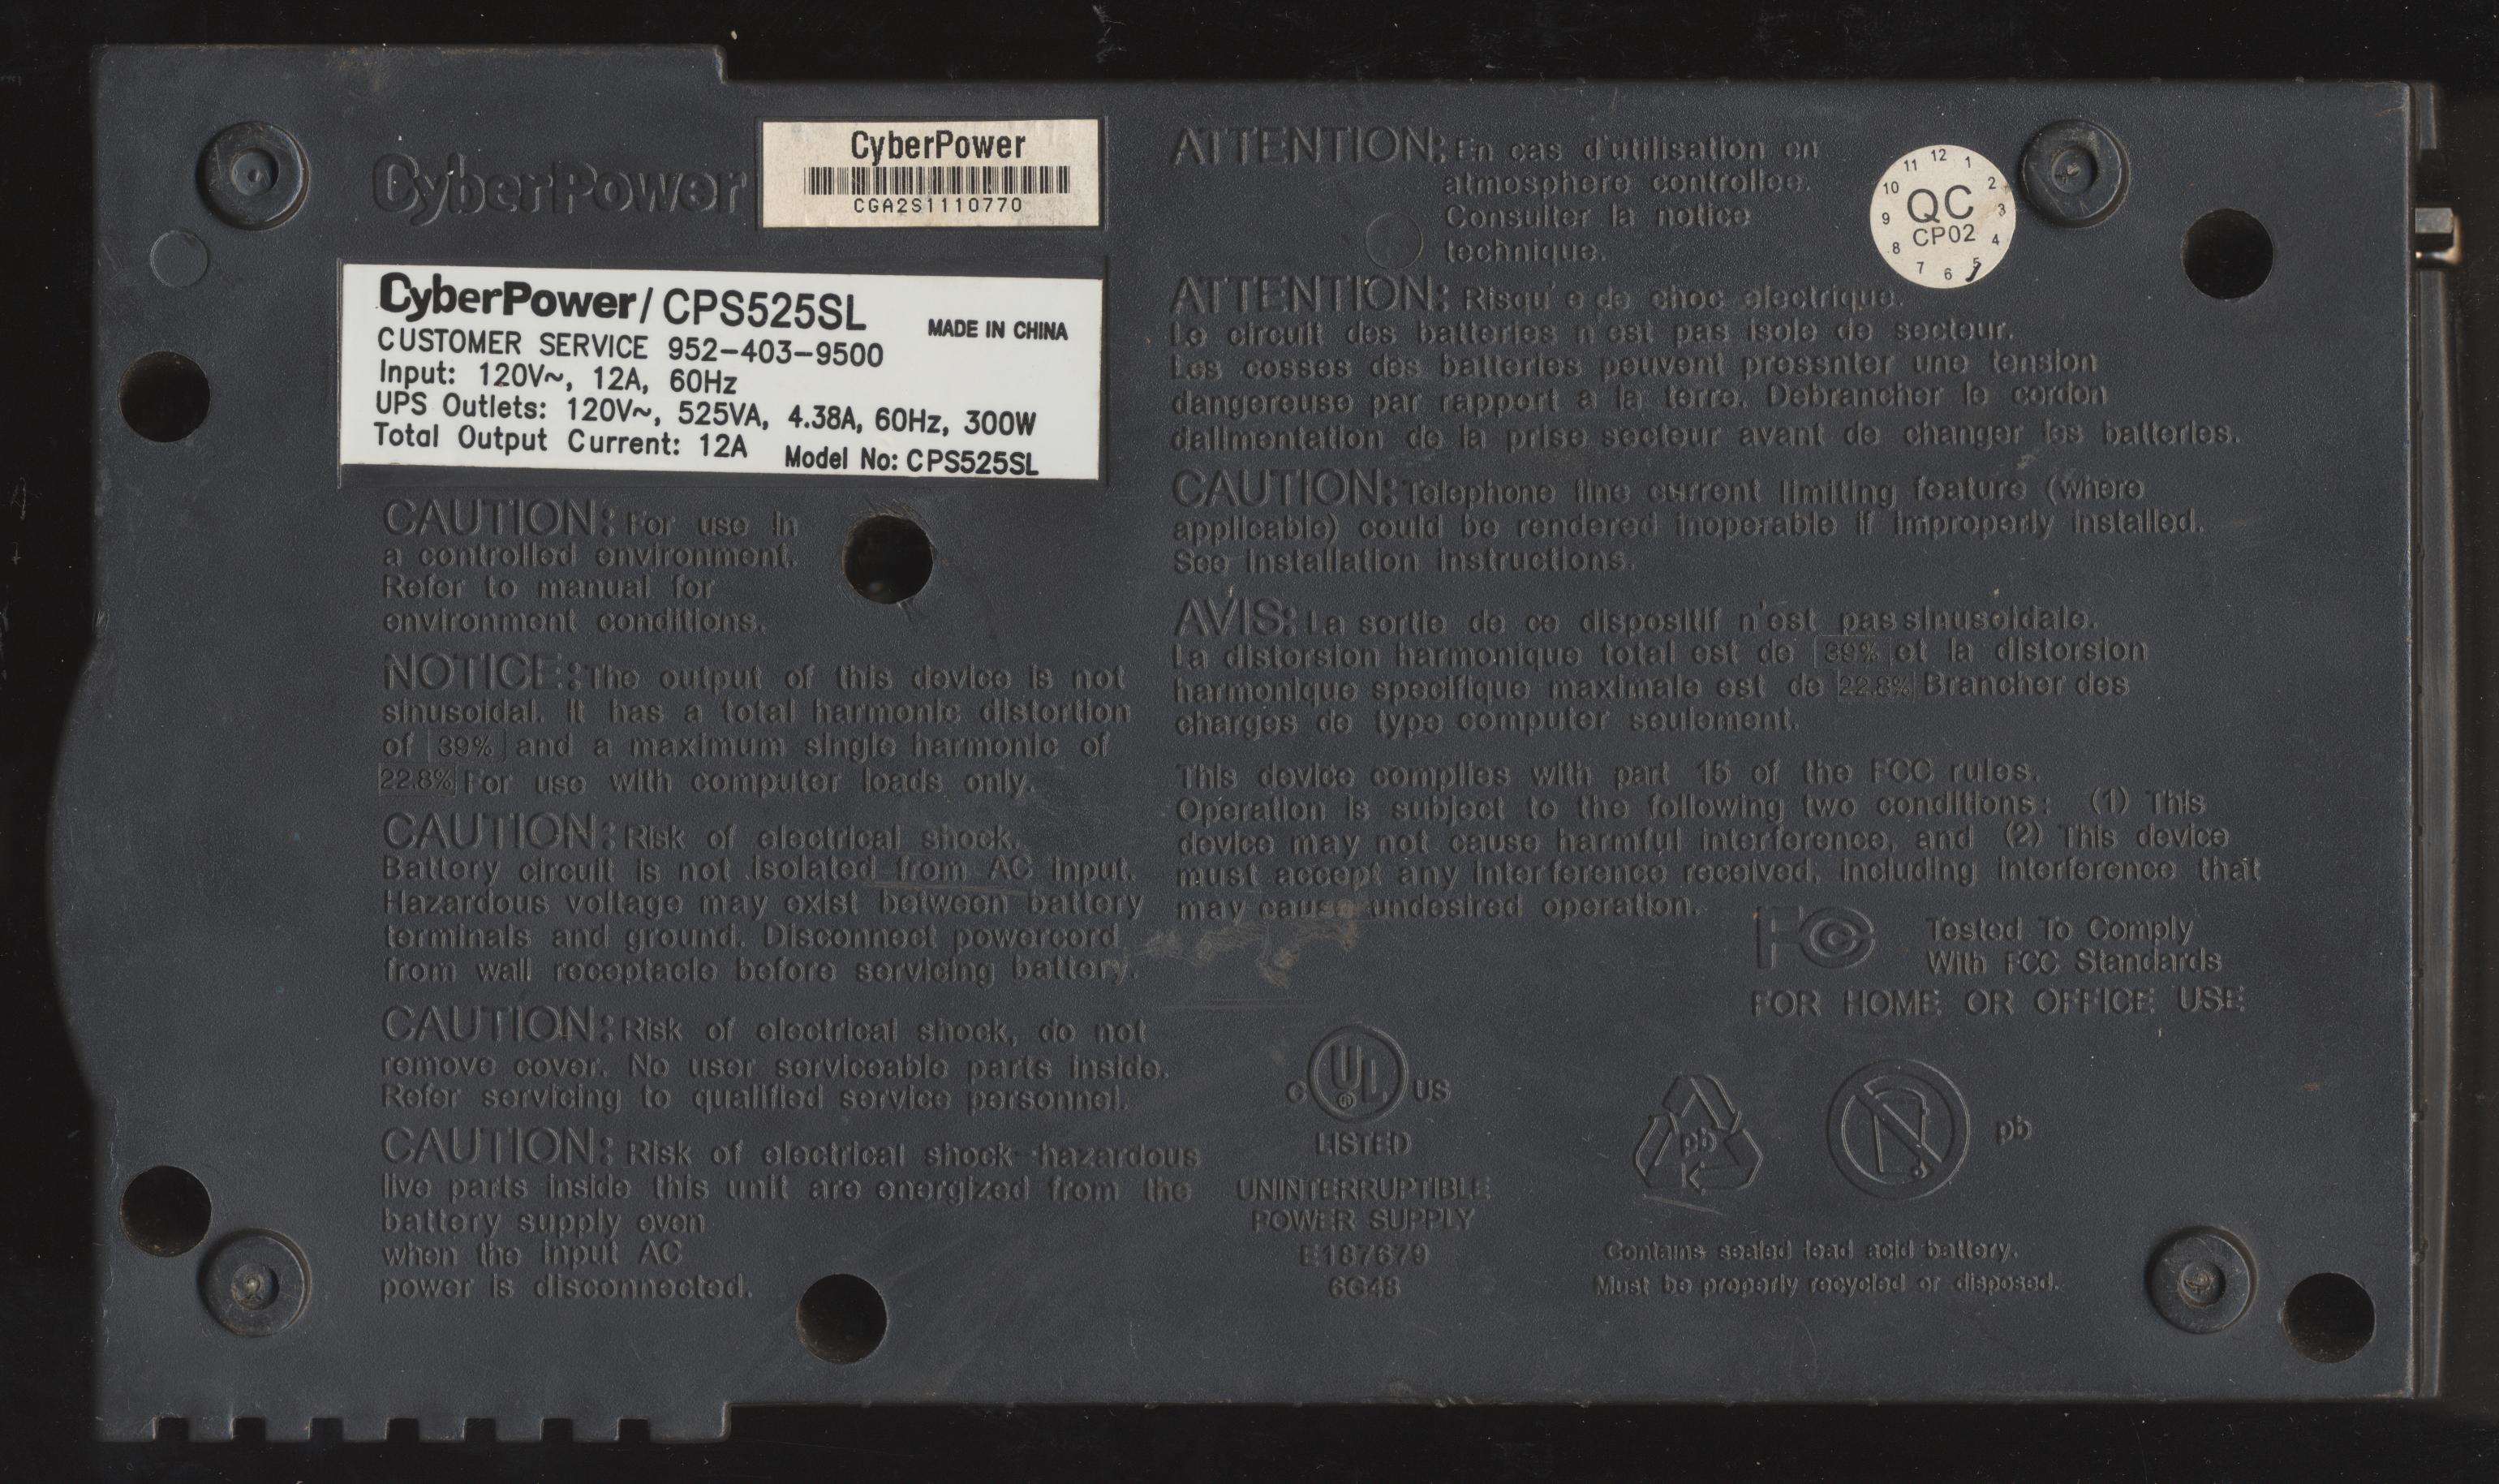 CyberPower
CyberPower
CGA2S1110770
CyberPower/CPS525SL
MADE IN CHINA
CUSTOMER SERVICE 952-403-9500
Input: 120V~, 12A, 60Hz
UPS Outlets: 120V~, 525VA, 4.38A, 60Hz, 300W
Total Output Current: 12A
Model No: CPS525SL
CAUTION: For use in
a controlled environment.
Refer to manual for
environment conditions.
NOTICE: The output of this device is not
sinusoidal. It has a total harmonic distortion
of 39% and a maximum single harmonic of
22.8% For use with computer loads only.
CAUTION: Risk of electrical shock.
Battery circuit is not isolated from AC input.
Hazardous voltage may exist between battery
terminals and ground. Disconnect powercord
from wall receptacle before servicing battery.
CAUTION: Risk of electrical shock, do not
remove cover. No user serviceable parts inside.
Refer servicing to qualified service personnel.
CAUTION: Risk of electrical shock hazardous
live parts inside this unit are energized from the
battery supply even
when the input AC
power is disconnected.
ATTENTION: En cas d'utilisation en
atmosphere controllee.
Consulter la notice
technique.
12 1 2 3 4 5 6 7 8 9 10 11
QC
CP02
ATTENTION: Risqu'e de choc electrique.
Le circuit des batteries n'est pas isole de secteur.
Les cosses des batteries peuvent pressnter une tension
dangereuse par rapport a la terre. Debrancher le cordon
dalimentation de la prise secteur avant de changer les batteries.
CAUTION: Telephone line current limiting feature (where
applicable) could be rendered inoperable if improperly installed.
See installation instructions.
AVIS: La sortie de ce dispositif n'est pas sinusoidale.
La distorsion harmonique total est de 39% et la distorsion
harmonique specifique maximale est de 22.8% Brancher des
charges de type computer seulement.
This device complies with part 15 of the FCC rules.
Operation is subject to the following two conditions: (1) This
device may not cause harmful interference, and (2) This device
must accept any interference received, including interference that
may cause undesired operation.
FC Tested To Comply
With FCC Standards
FOR HOME OR OFFICE USE
C UL US
LISTED
UNINTERRUPTIBLE
POWER SUPPLY
E187679
6G48
pb
pb
Contains sealed lead acid battery.
Must be properly recycled or disposed.